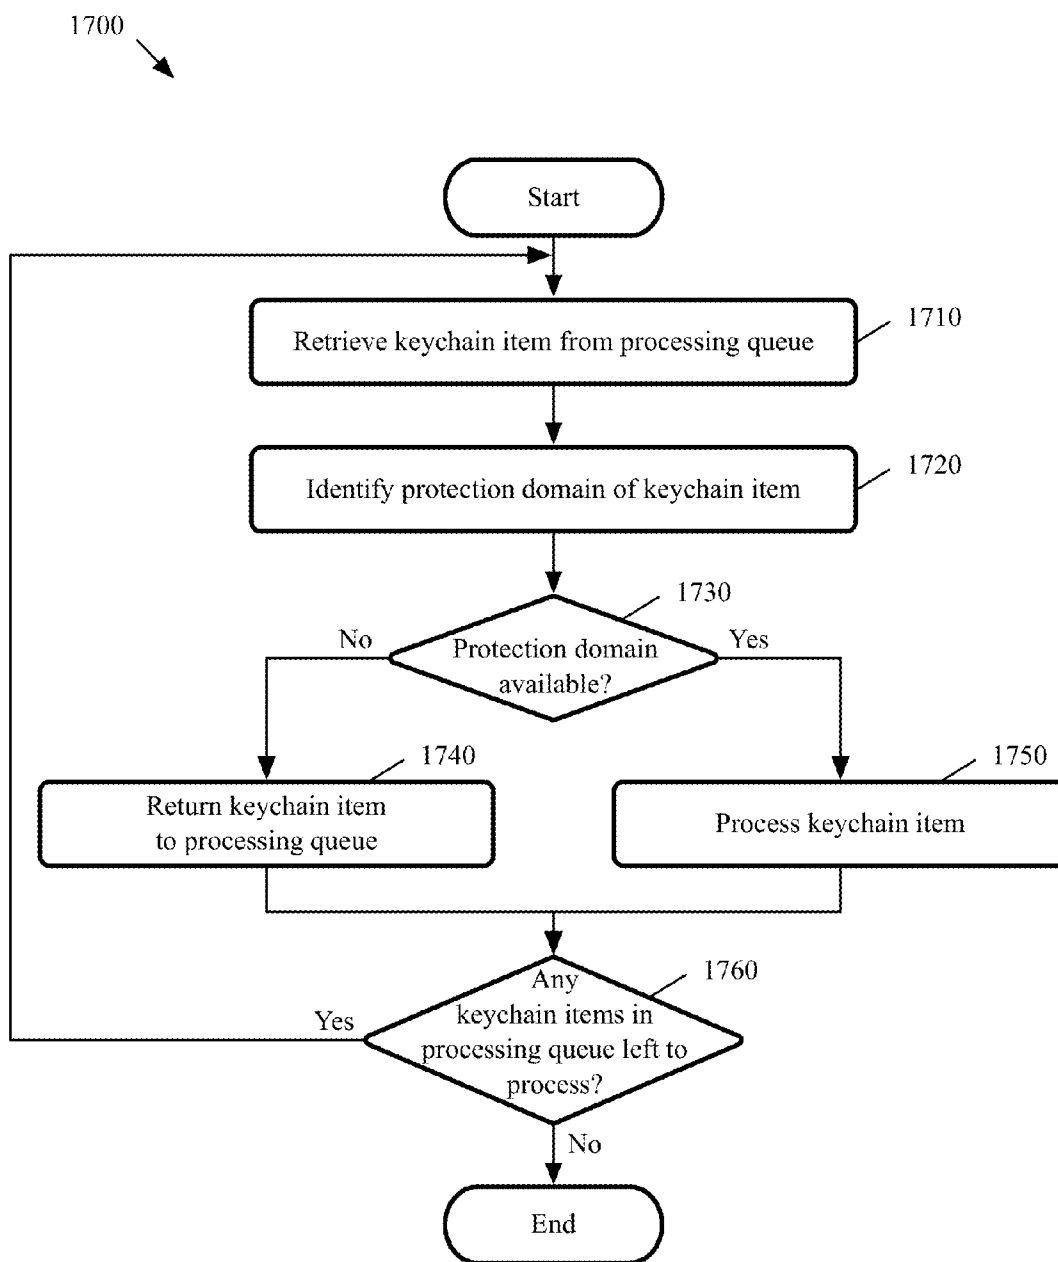 1700
Start
Retrieve keychain item from processing queue
1710
Identify protection domain of keychain item
1720
1730
No
Protection domain
available?
Yes
1740
Return keychain item
to processing queue
1750
Process keychain item
1760
Any
keychain items in
processing queue left to
process?
Yes
No
End